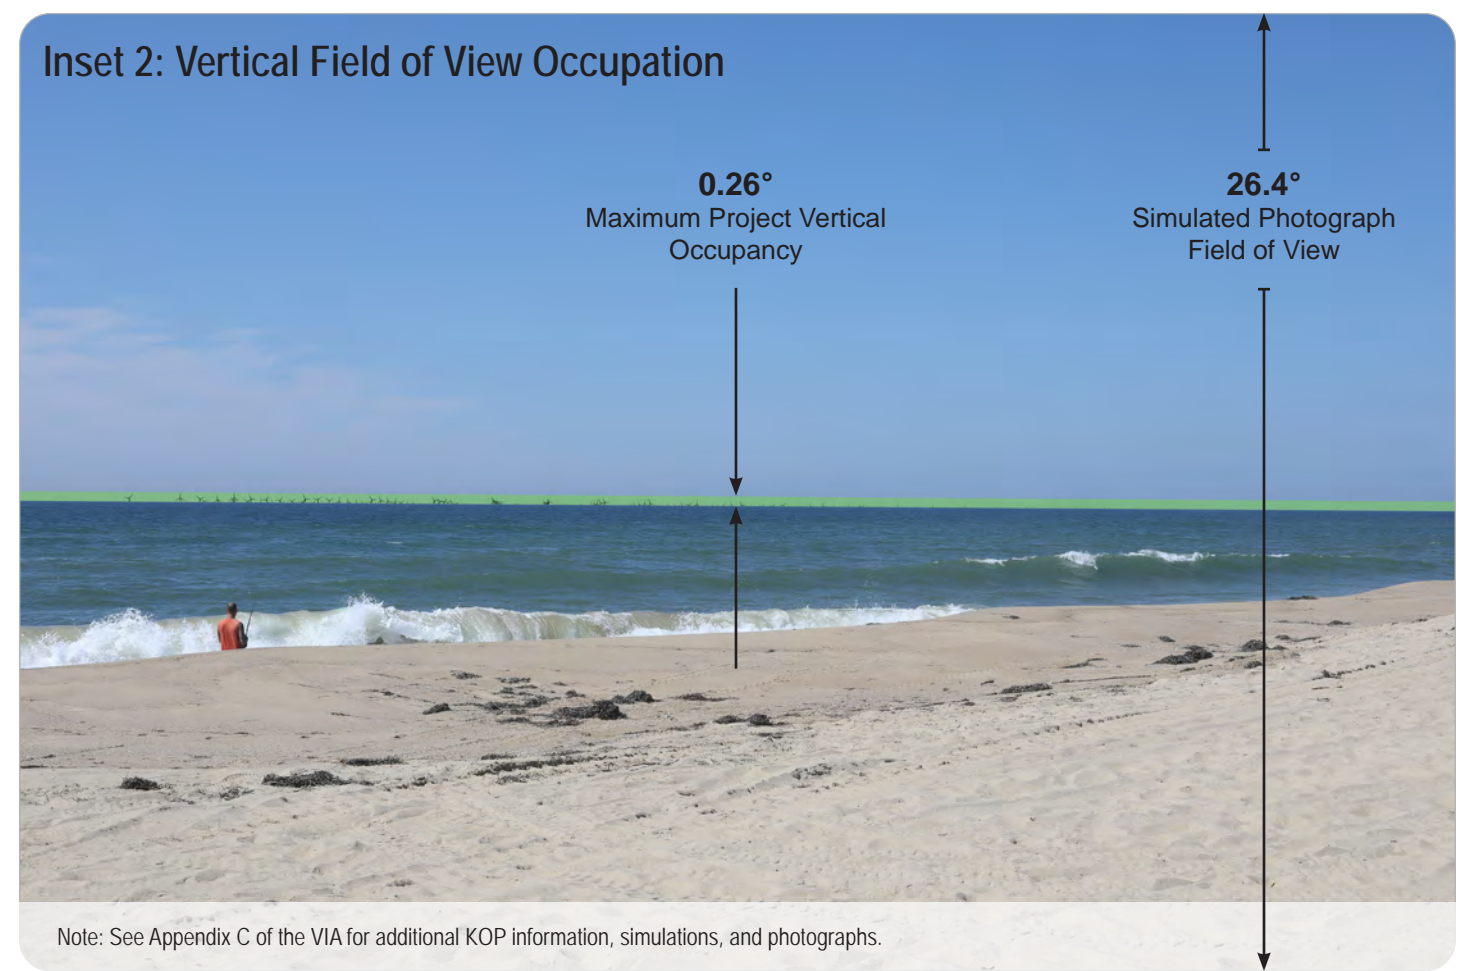 Inset 2: Vertical Field of View Occupation
0.26°
Maximum Project Vertical
Occupancy
26.4°
Simulated Photograph
Field of View
Note: See Appendix C of the VIA for additional KOP information, simulations, and photographs.